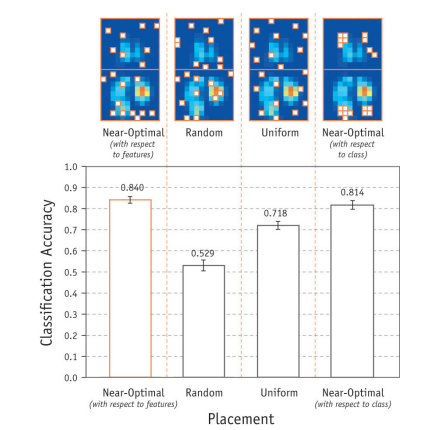 Near-Optimal Random Uniform Near-Optimal
(with respect to features) (with respect to class)
1.0
0.9
0.8
0.7
0.6
0.5
0.4
0.3
0.2
0.1
0.0
Classification Accuracy
0.840 0.529 0.718 0.814
Near-Optimal Random Uniform Near-Optimal
(with respect to features) (with respect to class)
Placement